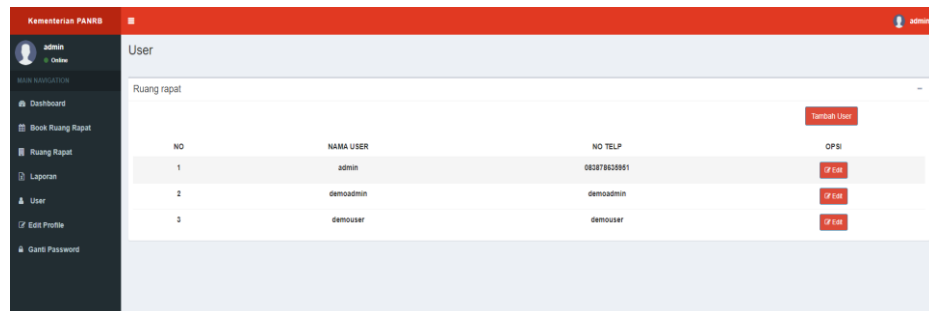 Kementerian PANRB
admin
admin
Online
User
MAIN NAVIGATION
Dashboard
Book Ruang Rapat
Ruang Rapat
Laporan
User
Edit Profile
Ganti Password
Ruang rapat
Tambah User
NO NAMA USER NO TELP OPSI
1 admin 083878635951 Edit
2 demoadmin demoadmin Edit
3 demouser demouser Edit